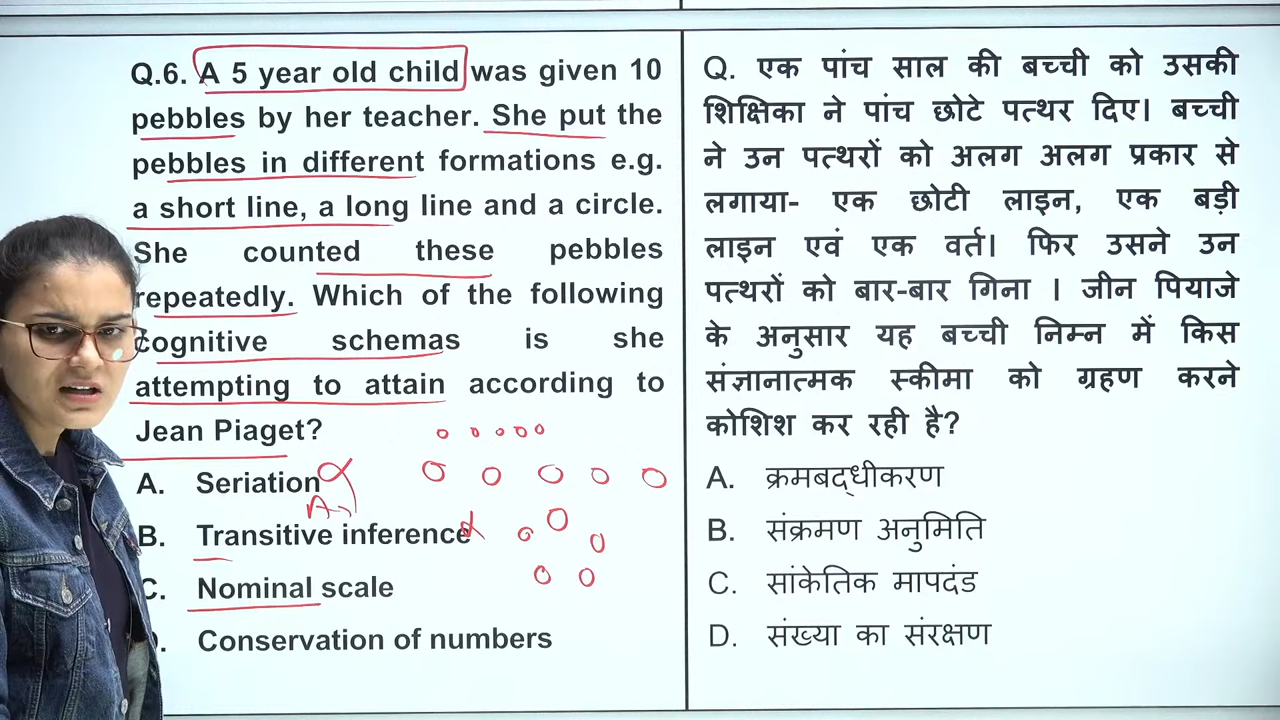 Q.6. A 5 year old child was given 10
pebbles by her teacher. She put the
pebbles in different formations e.g.
a short line, a long line and a circle.
She counted these pebbles
repeatedly. Which of the following
cognitive schemas is she
attempting to attain according to
Jean Piaget?
A. Seriation
B. Transitive inference
C. Nominal scale
D. Conservation of numbers
Q. एक पांच साल की बच्ची को उसकी
शिक्षिका ने पांच छोटे पत्थर दिए। बच्ची
ने उन पत्थरों को अलग अलग प्रकार से
लगाया- एक छोटी लाइन, एक बड़ी
लाइन एवं एक वर्त। फिर उसने उन
पत्थरों को बार-बार गिना । जीन पियाजे
के अनुसार यह बच्ची निम्न में किस
संज्ञानात्मक स्कीमा को ग्रहण करने
कोशिश कर रही है?
A. क्रमबद्धीकरण
B. संक्रमण अनुमिति
C. सांकेतिक मापदंड
D. संख्या का संरक्षण